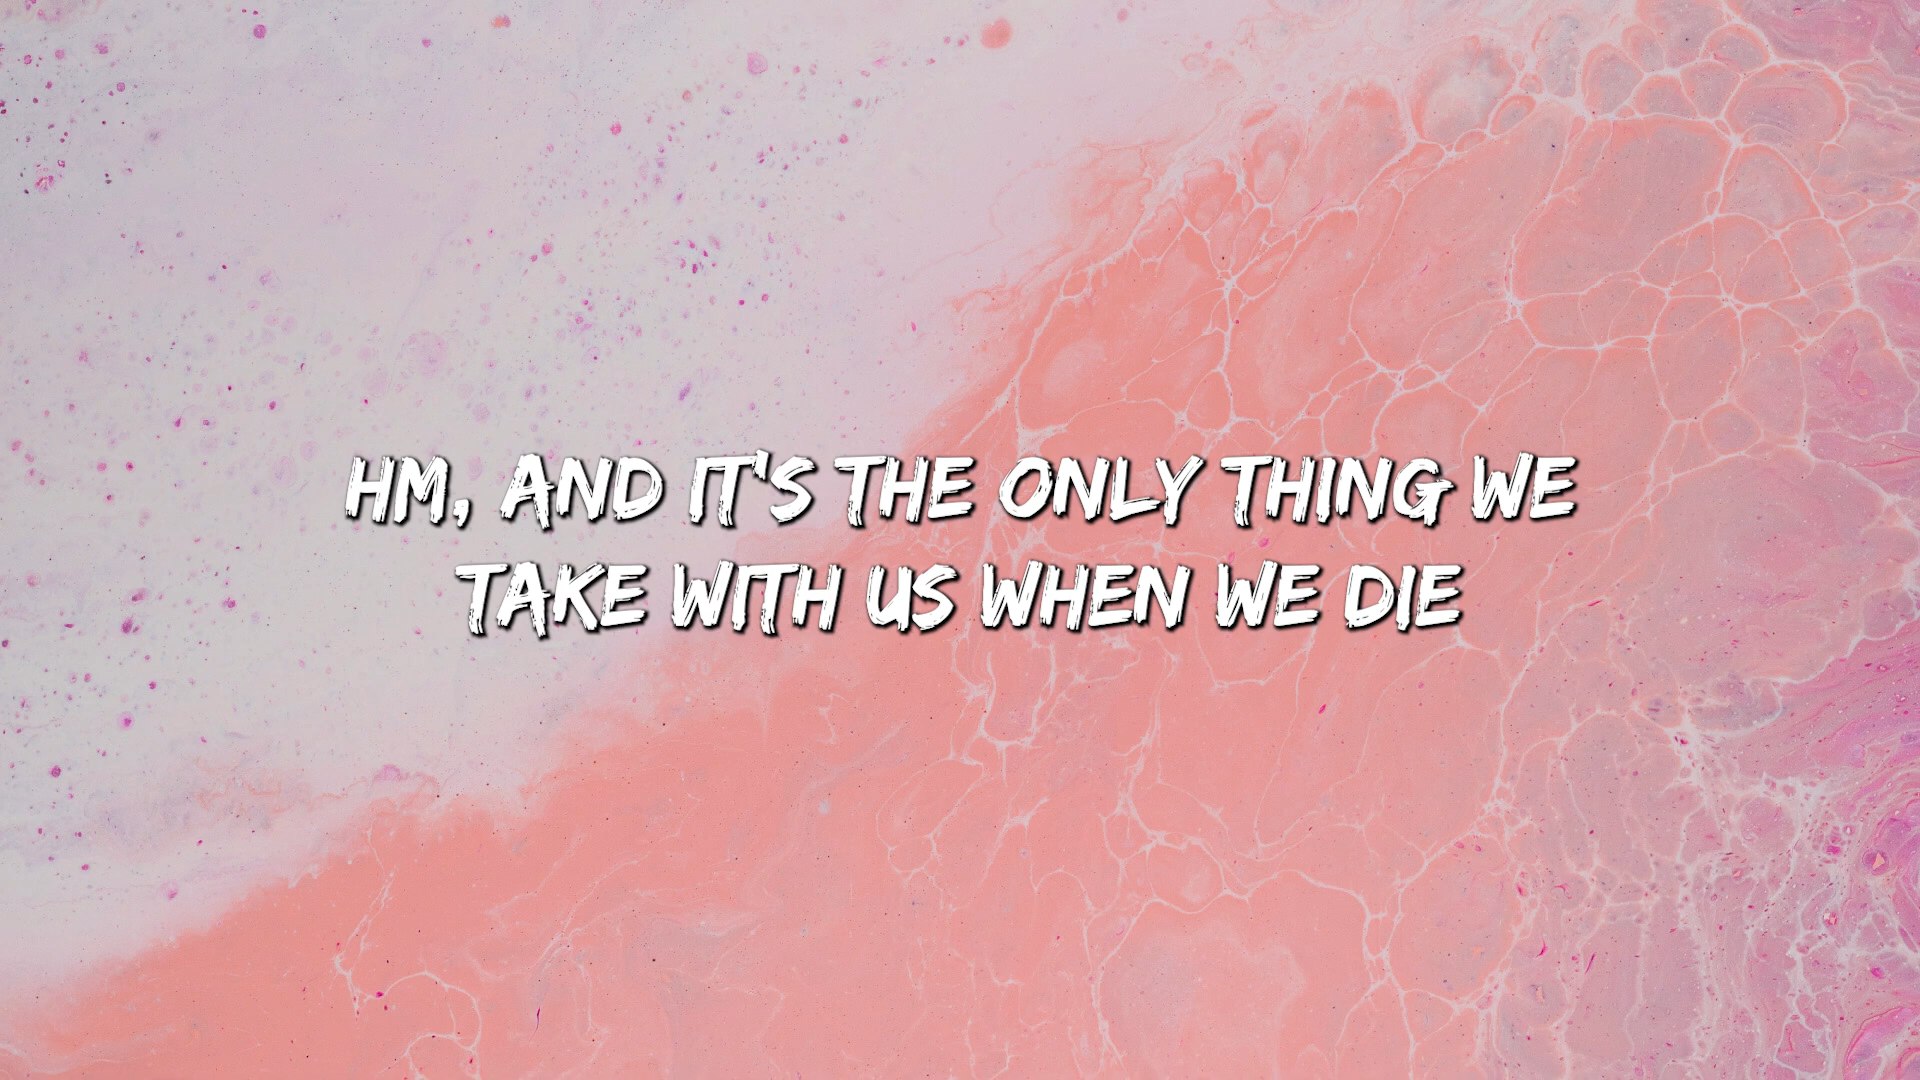 HM, AND IT'S THE ONLY THING WE
TAKE WITH US WHEN WE DIE